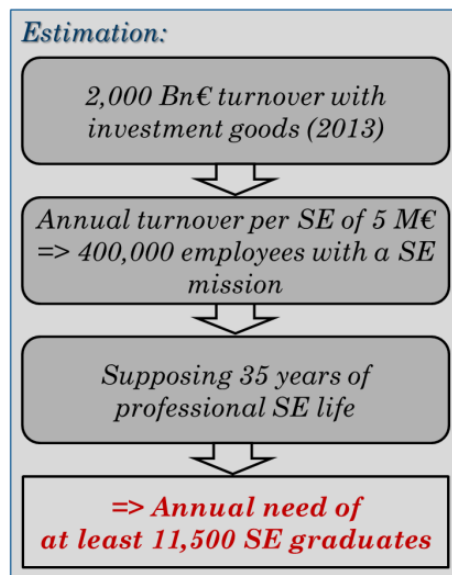 Estimation:
2,000 Bn€ turnover with
investment goods (2013)
Annual turnover per SE of 5 M€
=> 400,000 employees with a SE
mission
Supposing 35 years of
professional SE life
=> Annual need of
at least 11,500 SE graduates